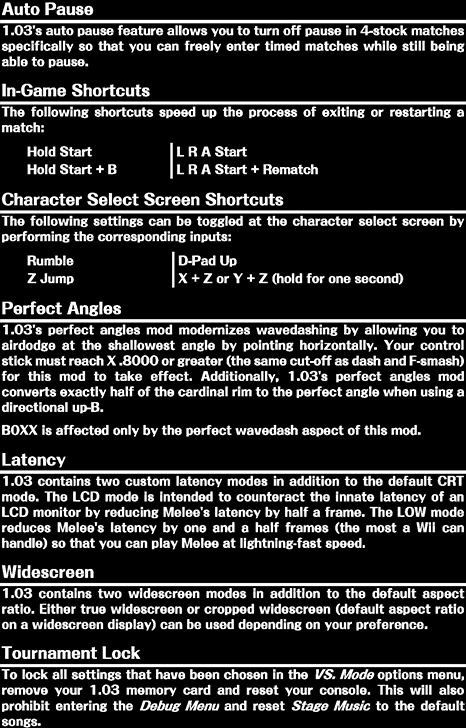 Auto Pause
1.03's auto pause feature allows you to turn off pause in 4-stock matches
specifically so that you can freely enter timed matches while still being
able to pause.
In-Game Shortcuts
The following shortcuts speed up the process of exiting or restarting a
match:
Hold Start L R A Start
Hold Start + B L R A Start + Rematch
Character Select Screen Shortcuts
The following settings can be toggled at the character select screen by
performing the corresponding inputs:
Rumble D-Pad Up
Z Jump X + Z or Y + Z (hold for one second)
Perfect Angles
1.03's perfect angles mod modernizes wavedashing by allowing you to
airdodge at the shallowest angle by pointing horizontally. Your control
stick must reach X .8000 or greater (the same cut-off as dash and F-smash)
for this mod to take effect. Additionally, 1.03's perfect angles mod
converts exactly half of the cardinal rim to the perfect angle when using a
directional up-B.
B0XX is affected only by the perfect wavedash aspect of this mod.
Latency
1.03 contains two custom latency modes in addition to the default CRT
mode. The LCD mode is intended to counteract the innate latency of an
LCD monitor by reducing Melee's latency by half a frame. The LOW mode
reduces Melee's latency by one and a half frames (the most a Wii can
handle) so that you can play Melee at lightning-fast speed.
Widescreen
1.03 contains two widescreen modes in addition to the default aspect
ratio. Either true widescreen or cropped widescreen (default aspect ratio
on a widescreen display) can be used depending on your preference.
Tournament Lock
To lock all settings that have been chosen in the VS. Mode options menu,
remove your 1.03 memory card and reset your console. This will also
prohibit entering the Debug Menu and reset Stage Music to the default
songs.